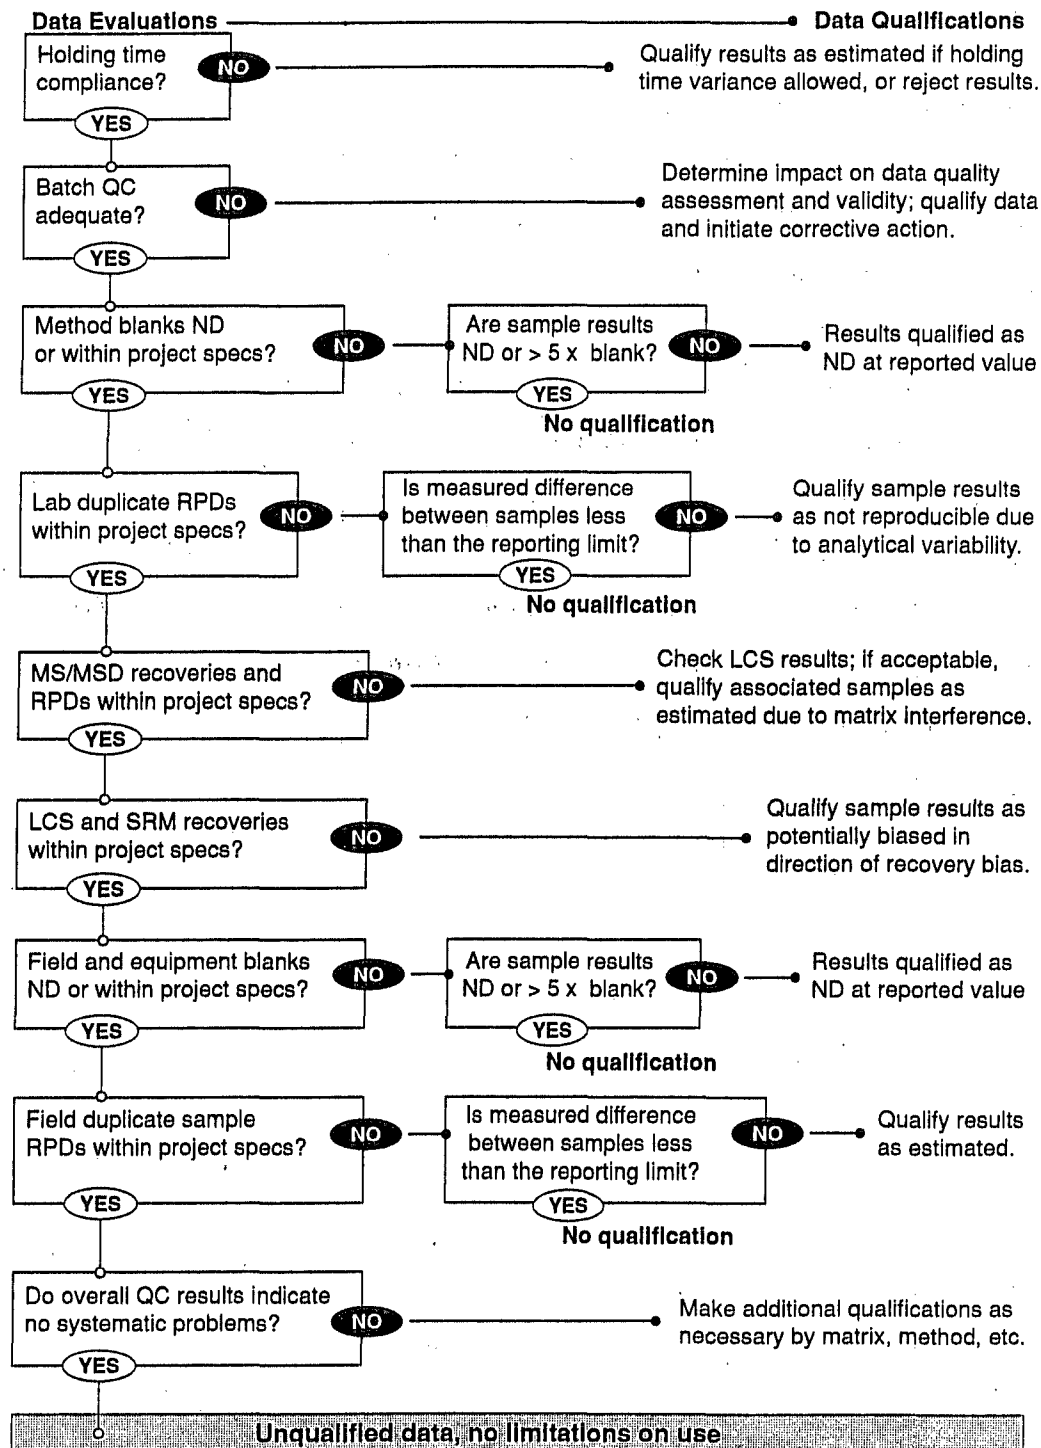 Data Evaluations
Data Qualifications
Holding time
compliance?
NO
Qualify results as estimated if holding
time variance allowed, or reject results.
YES
Batch QC
adequate?
NO
Determine impact on data quality
assessment and validity; qualify data
and initiate corrective action.
YES
Method blanks ND
or within project specs?
NO
Are sample results
ND or > 5 x blank?
NO
Results qualified as
ND at reported value
YES
YES
No qualification
Lab duplicate RPDs
within project specs?
NO
Is measured difference
between samples less
than the reporting limit?
NO
Qualify sample results
as not reproducible due
to analytical variability.
YES
YES
No qualification
MS/MSD recoveries and
RPDs within project specs?
NO
Check LCS results; if acceptable,
qualify associated samples as
estimated due to matrix interference.
YES
LCS and SRM recoveries
within project specs?
NO
Qualify sample results as
potentially biased in
direction of recovery bias.
YES
Field and equipment blanks
ND or within project specs?
NO
Are sample results
ND or > 5 x blank?
NO
Results qualified as
ND at reported value
YES
YES
No qualification
Field duplicate sample
RPDs within project specs?
NO
Is measured difference
between samples less
than the reporting limit?
NO
Qualify results
as estimated.
YES
YES
No qualification
Do overall QC results indicate
no systematic problems?
NO
Make additional qualifications as
necessary by matrix, method, etc.
YES
Unqualified data, no limitations on use